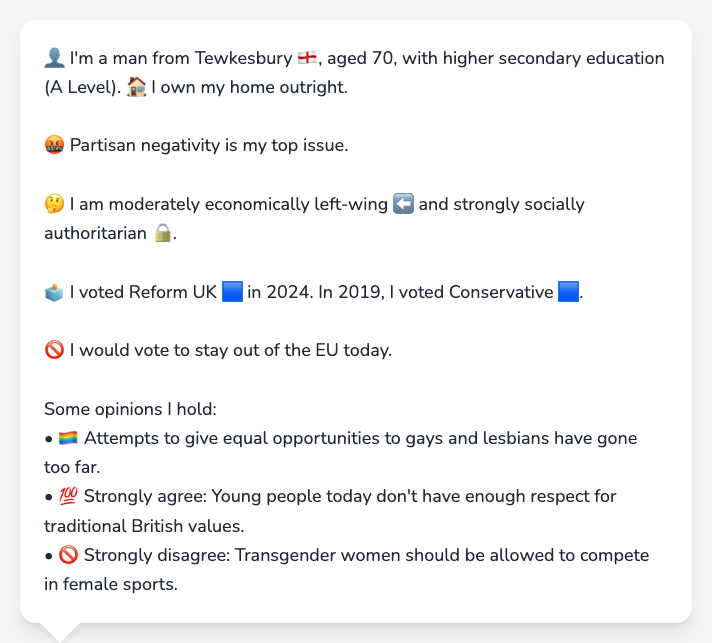 👤 I'm a man from Tewkesbury 🏴󠁧󠁢󠁥󠁮󠁧󠁿, aged 70, with higher secondary education
(A Level). 🏠 I own my home outright.
🤬 Partisan negativity is my top issue.
🤔 I am moderately economically left-wing ⬅️ and strongly socially
authoritarian 🔒.
🗳️ I voted Reform UK 🟦 in 2024. In 2019, I voted Conservative 🟦.
🚫 I would vote to stay out of the EU today.
Some opinions I hold:
• 🏳️‍🌈 Attempts to give equal opportunities to gays and lesbians have gone
too far.
• 💯 Strongly agree: Young people today don't have enough respect for
traditional British values.
• 🚫 Strongly disagree: Transgender women should be allowed to compete
in female sports.